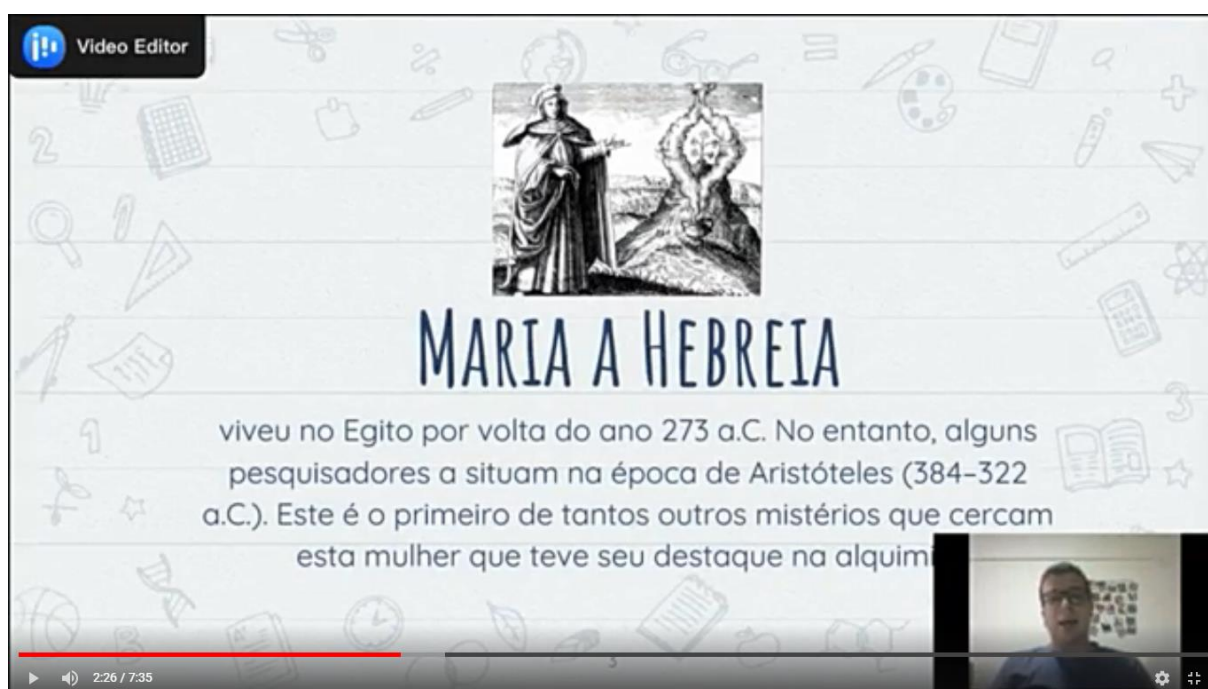 Video Editor
MARIA A HEBREIA
viveu no Egito por volta do ano 273 a.C. No entanto, alguns
pesquisadores a situam na época de Aristóteles (384–322
a.C.). Este é o primeiro de tantos outros mistérios que cercam
esta mulher que teve seu destaque na alquimi
3
2:26 / 7:35